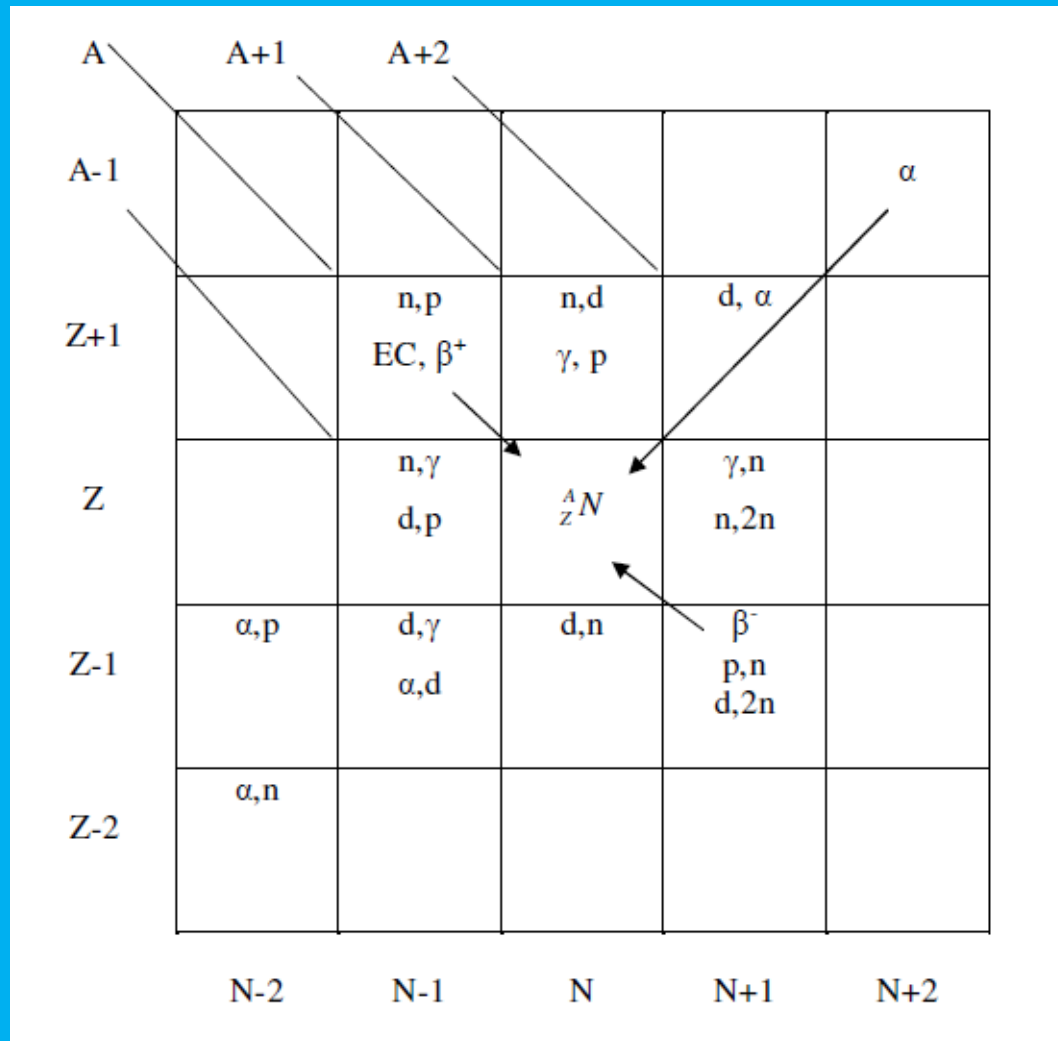 A A+1 A+2
A-1 α
Z+1 n,p n,d d, α
EC, β⁺ γ, p
Z n,γ γ,n
d,p ᴬ_Z N n,2n
α,p d,γ d,n β⁻
Z-1 α,d p,n
d,2n
α,n
Z-2
N-2 N-1 N N+1 N+2